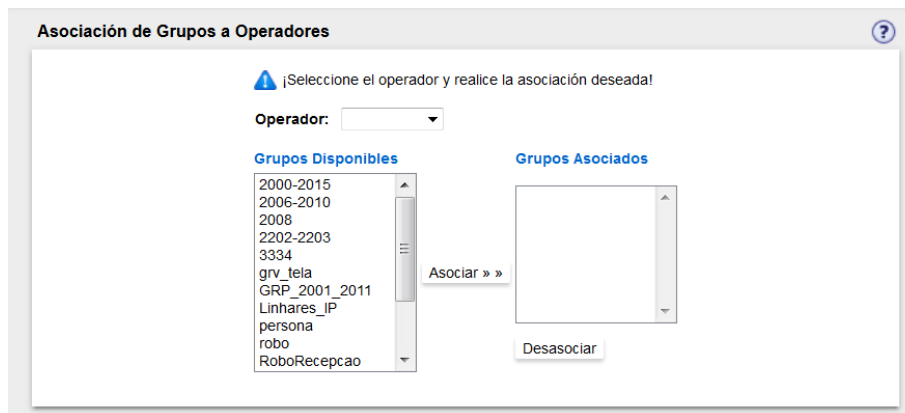 Asociación de Grupos a Operadores
?
¡Seleccione el operador y realice la asociación deseada!
Operador:
Grupos Disponibles
Grupos Asociados
2000-2015
2006-2010
2008
2202-2203
3334
grv_tela
GRP_2001_2011
Linhares_IP
persona
robo
RoboRecepcao
Asociar » »
Desasociar